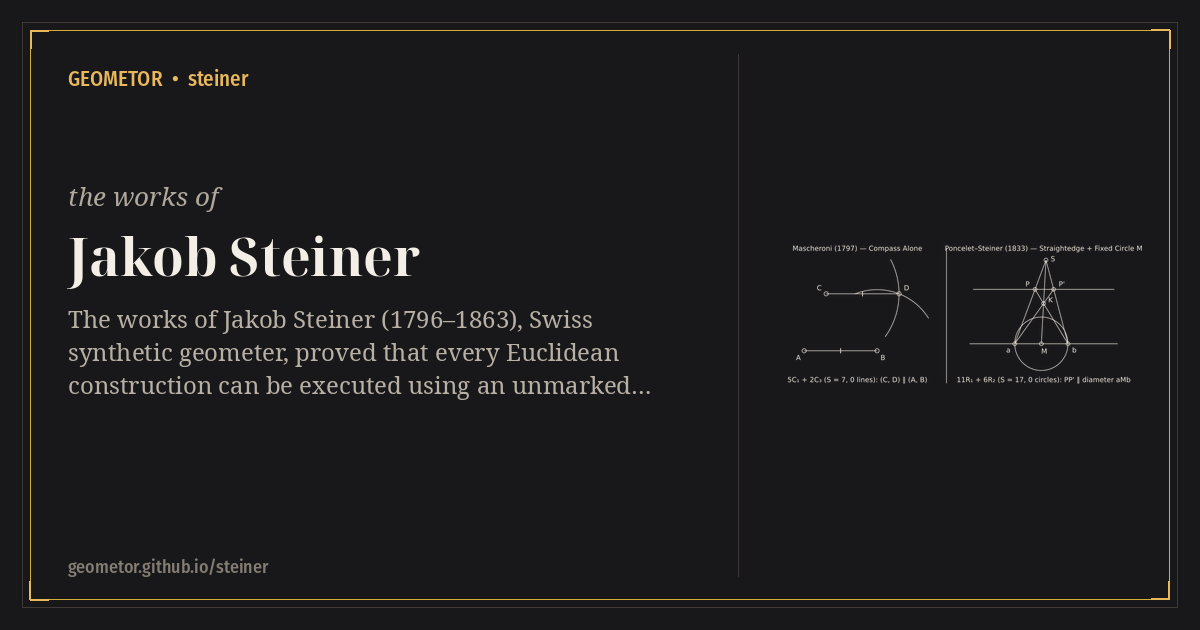 GEOMETOR • steiner
the works of
Jakob Steiner
The works of Jakob Steiner (1796–1863), Swiss
synthetic geometer, proved that every Euclidean
construction can be executed using an unmarked…
geometor.github.io/steiner
Mascheroni (1797) — Compass Alone
C
D
A
B
5C₁ + 2C₃ (S = 7, 0 lines): (C, D) ∥ (A, B)
Poncelet–Steiner (1833) — Straightedge + Fixed Circle M
S
P
P'
K
a
M
b
11R₁ + 6R₂ (S = 17, 0 circles): PP' ∥ diameter aMb